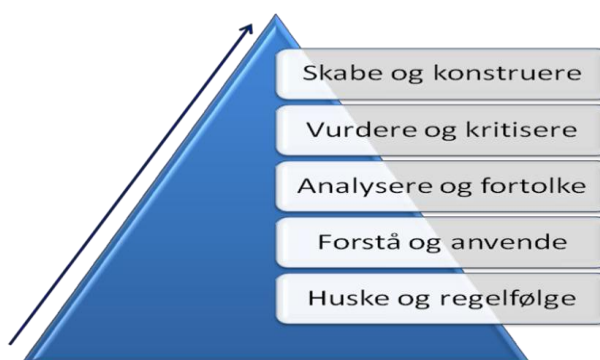 Skabe og konstruere
Vurdere og kritisere
Analysere og fortolke
Forstå og anvende
Huske og regelfølge